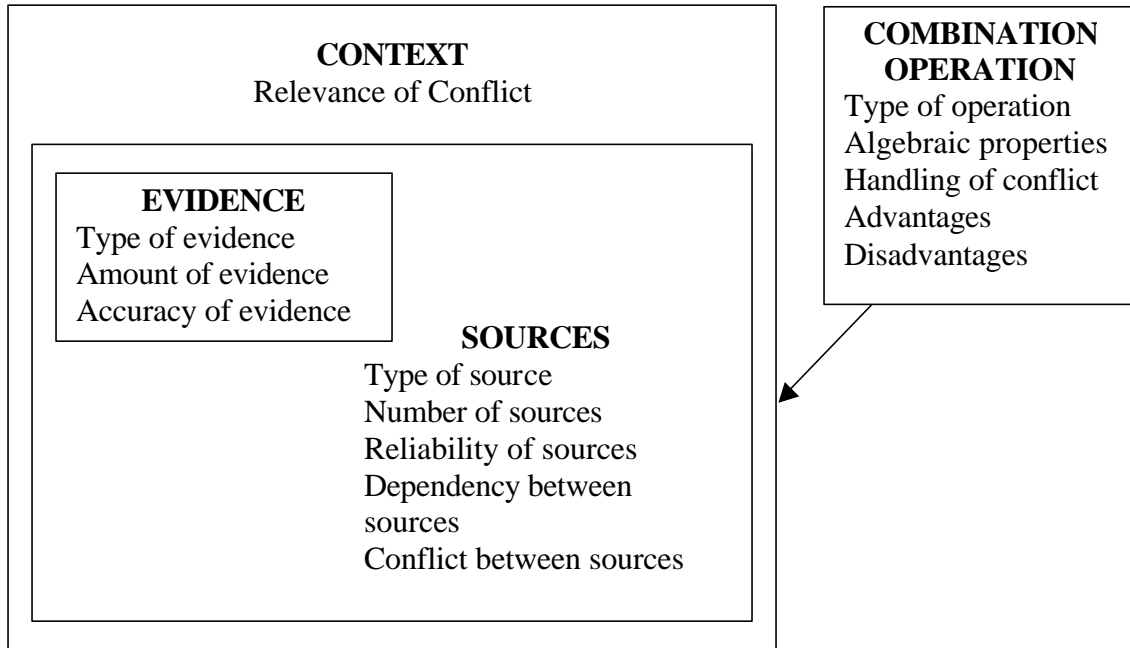 CONTEXT
Relevance of Conflict
EVIDENCE
Type of evidence
Amount of evidence
Accuracy of evidence
SOURCES
Type of source
Number of sources
Reliability of sources
Dependency between
sources
Conflict between sources
COMBINATION
OPERATION
Type of operation
Algebraic properties
Handling of conflict
Advantages
Disadvantages